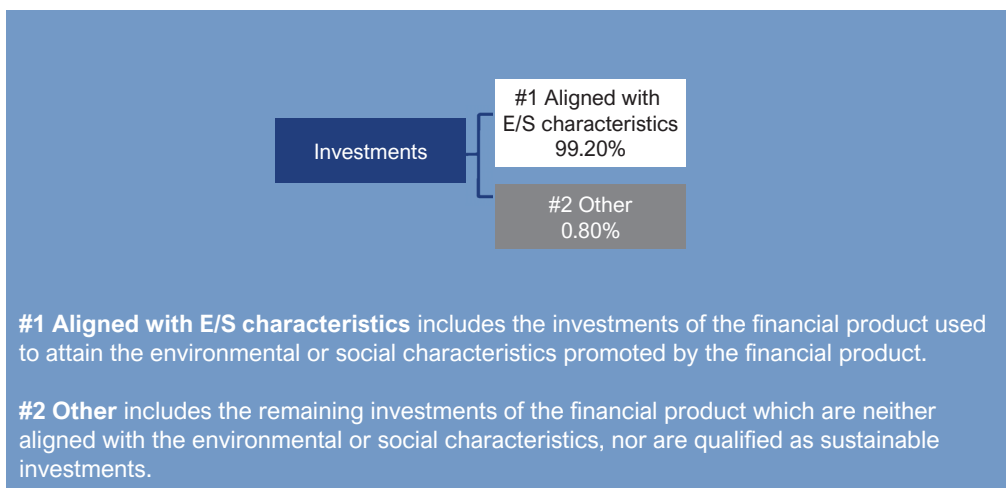 Investments
#1 Aligned with
E/S characteristics
99.20%
#2 Other
0.80%
#1 Aligned with E/S characteristics includes the investments of the financial product used
to attain the environmental or social characteristics promoted by the financial product.
#2 Other includes the remaining investments of the financial product which are neither
aligned with the environmental or social characteristics, nor are qualified as sustainable
investments.